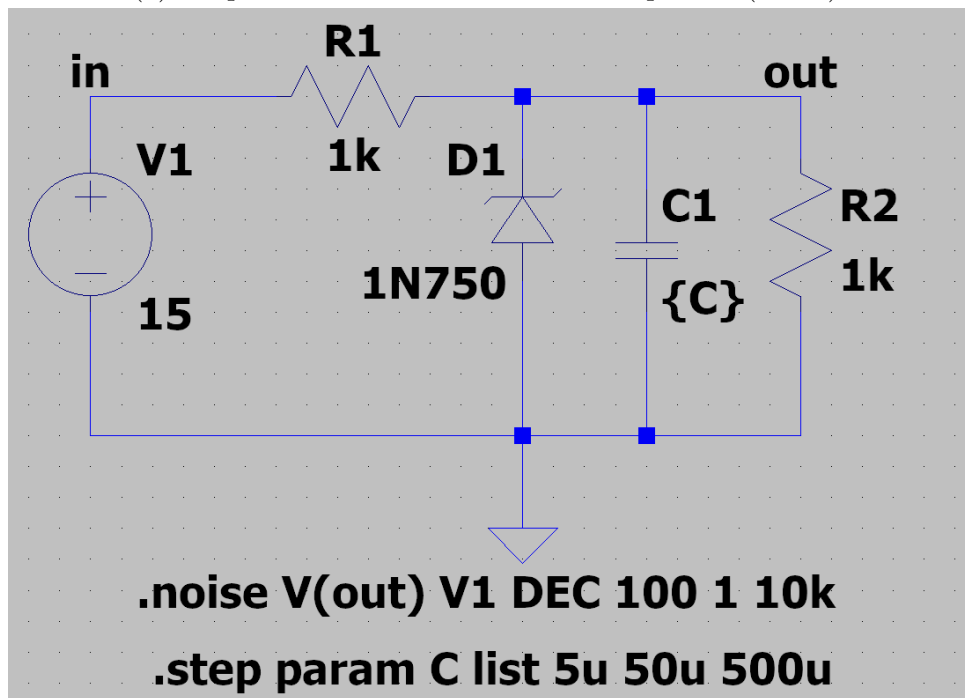 R1
in
out
1k
V1
D1
C1
R2
1N750
{C}
1k
15
.noise V(out) V1 DEC 100 1 10k
.step param C list 5u 50u 500u